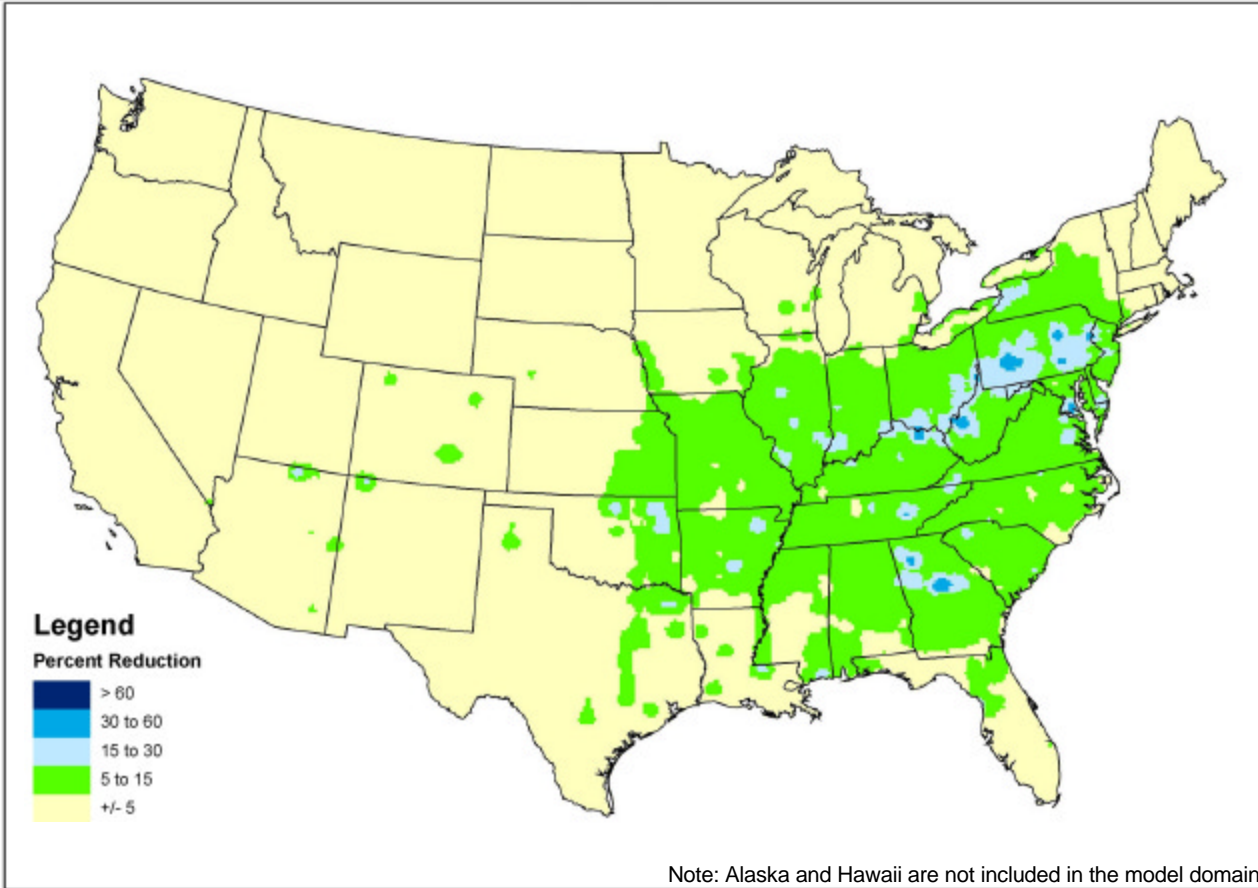 Legend
Percent Reduction
> 60
30 to 60
15 to 30
5 to 15
+/- 5
Note: Alaska and Hawaii are not included in the model domain